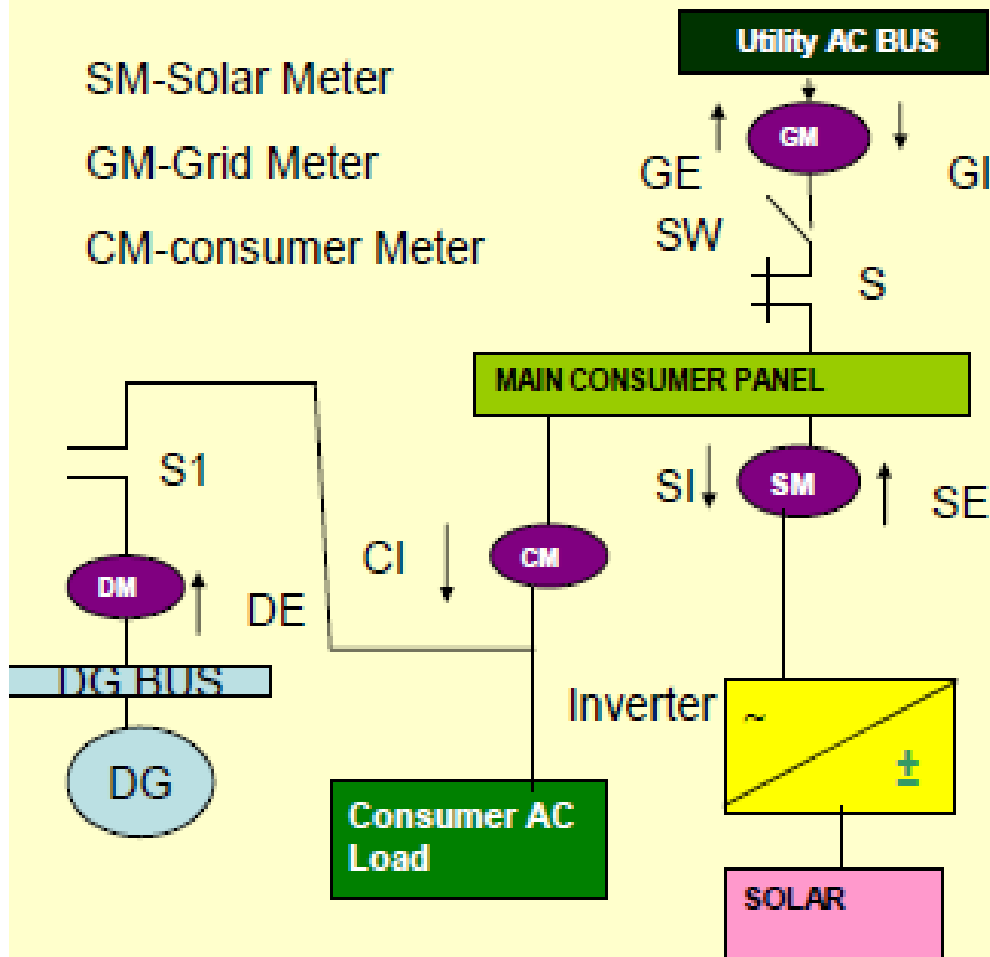 Utility AC BUS
SM-Solar Meter
GM-Grid Meter
CM-consumer Meter
GM
GE
GI
SW
S
MAIN CONSUMER PANEL
S1
SI
SM
SE
CI
CM
DM
DE
DG BUS
Inverter
~
±
DG
Consumer AC
Load
SOLAR